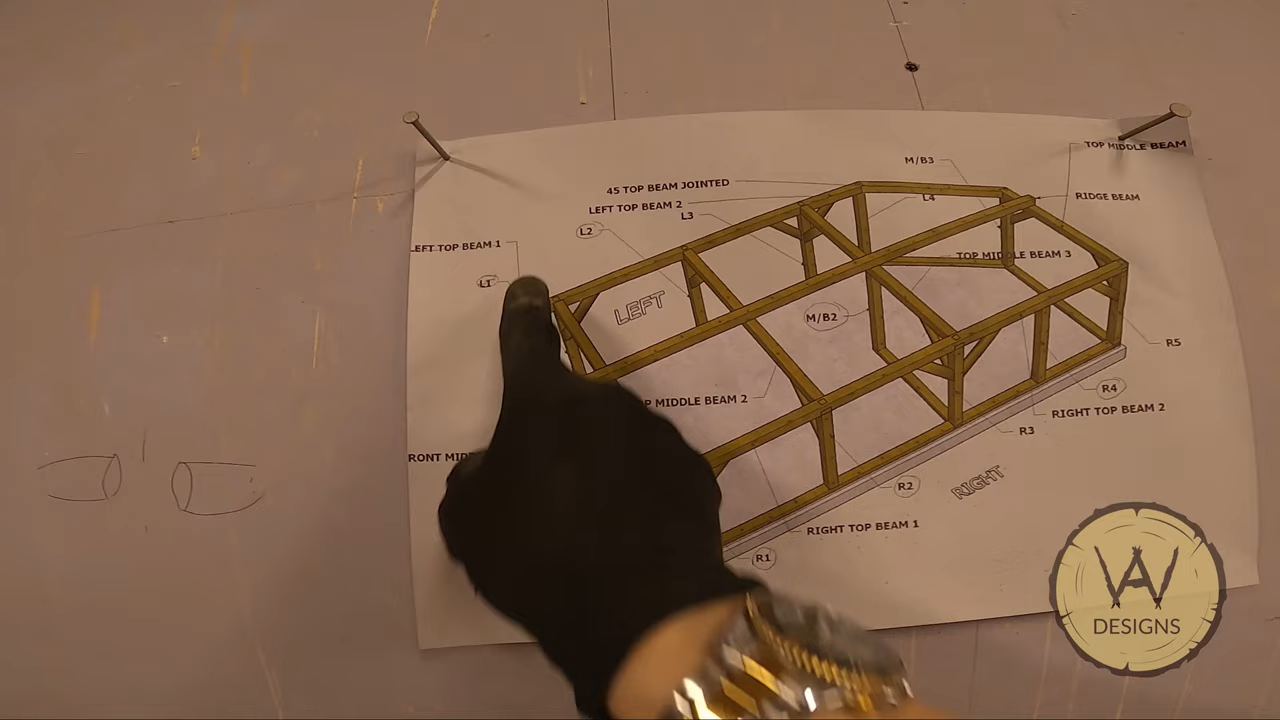 TOP MIDDLE BEAM
M/B3
45 TOP BEAM JOINTED
LEFT TOP BEAM 2
L3
L4
RIDGE BEAM
L2
LEFT TOP BEAM 1
TOP MIDDLE BEAM 3
L1
LEFT
M/B2
R5
R4
MIDDLE BEAM 2
RIGHT TOP BEAM 2
R3
RIGHT
R2
RIGHT TOP BEAM 1
R1
WA
DESIGNS